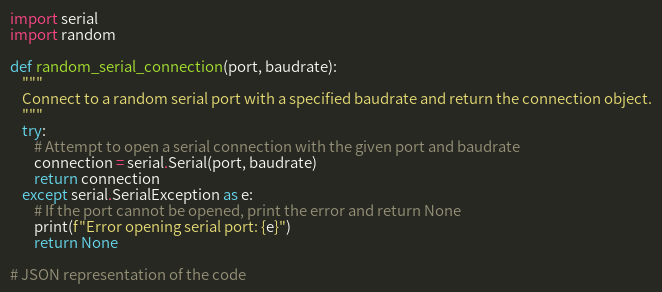 import serial
import random

def random_serial_connection(port, baudrate):
    """
    Connect to a random serial port with a specified baudrate and return the connection object.
    """
    try:
        # Attempt to open a serial connection with the given port and baudrate
        connection = serial.Serial(port, baudrate)
        return connection
    except serial.SerialException as e:
        # If the port cannot be opened, print the error and return None
        print(f"Error opening serial port: {e}")
        return None

# JSON representation of the code